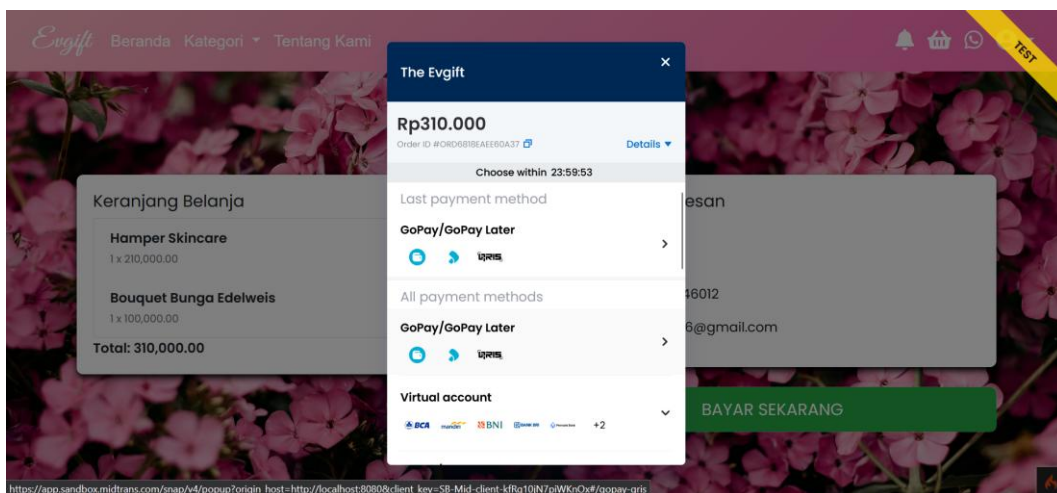 Evgift Beranda Kategori Tentang Kami
TEST
The Evgift
Rp310.000
Order ID #ORD6818EAEE60A37 Details
Choose within 23:59:53
Last payment method
GoPay/GoPay Later
QRIS
All payment methods
GoPay/GoPay Later
QRIS
Virtual account
BCA mandiri BNI +2
Keranjang Belanja
Hamper Skincare
1 x 210,000.00
Bouquet Bunga Edelweis
1 x 100,000.00
Total: 310,000.00
esan
46012
6@gmail.com
BAYAR SEKARANG
https://app.sandbox.midtrans.com/snap/v4/popup?origin_host=http://localhost:8080&client_key=SB-Mid-client-kfRq10jN7piWKnOx#/gopay-qris